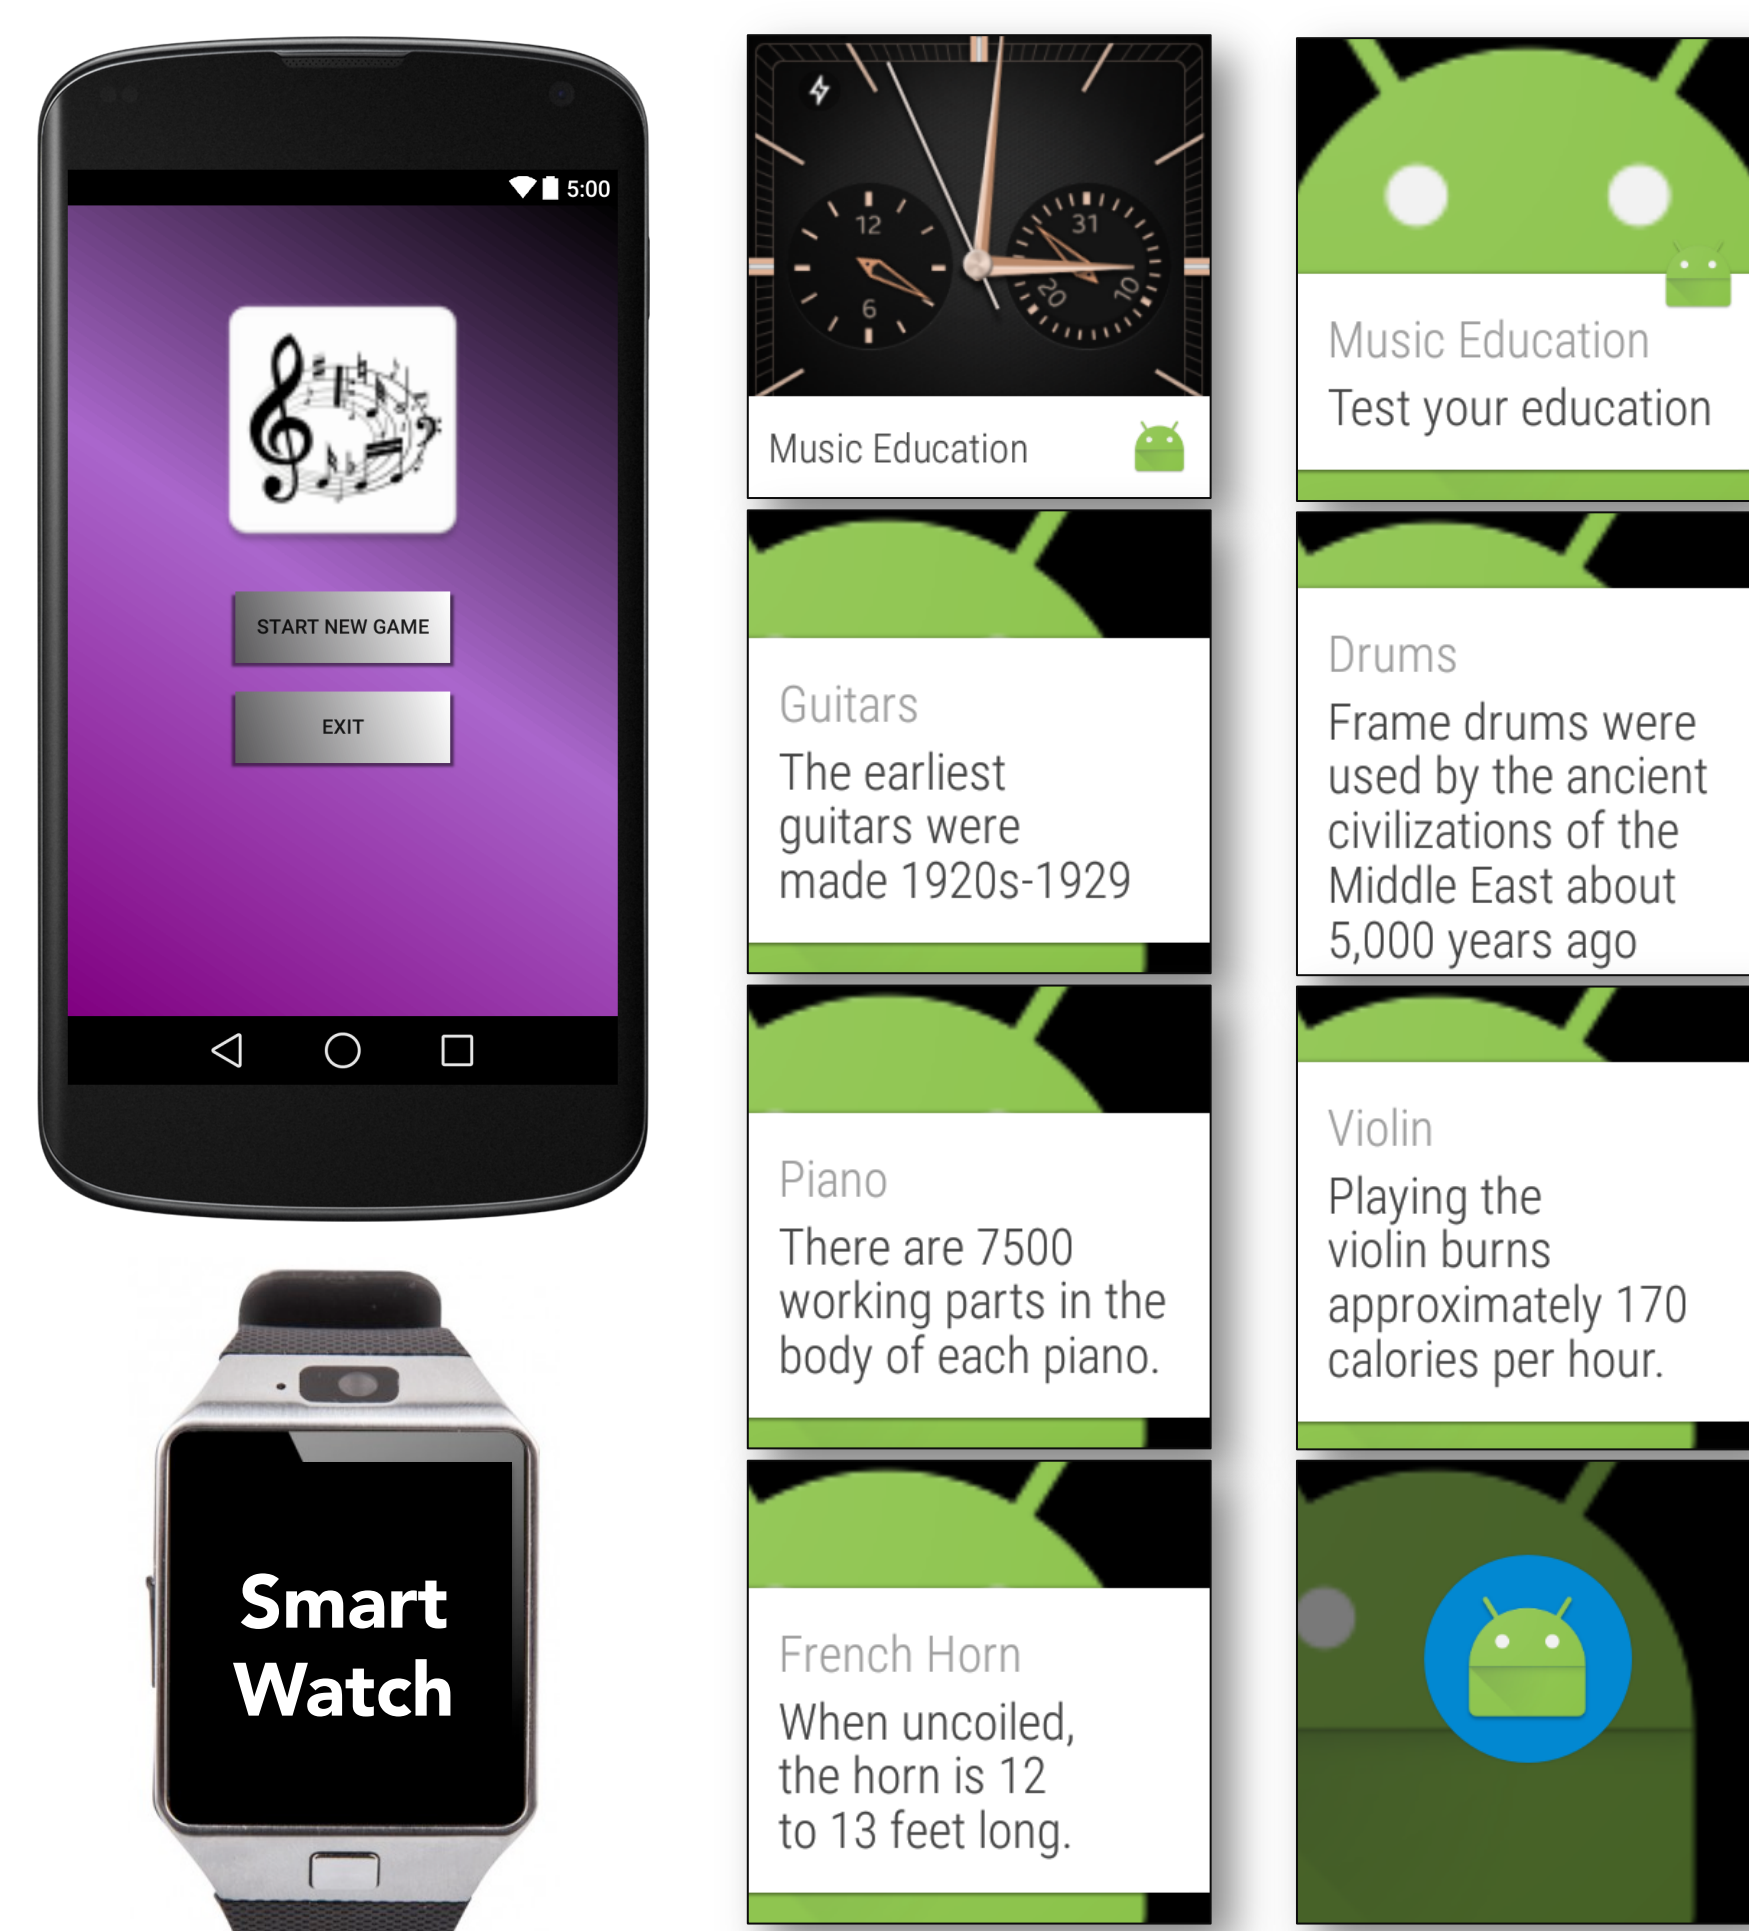 5:00
START NEW GAME
EXIT
Smart
Watch
12
6
31
20
10
Music Education
Music Education
Test your education
Guitars
The earliest
guitars were
made 1920s-1929
Drums
Frame drums were
used by the ancient
civilizations of the
Middle East about
5,000 years ago
Piano
There are 7500
working parts in the
body of each piano.
Violin
Playing the
violin burns
approximately 170
calories per hour.
French Horn
When uncoiled,
the horn is 12
to 13 feet long.